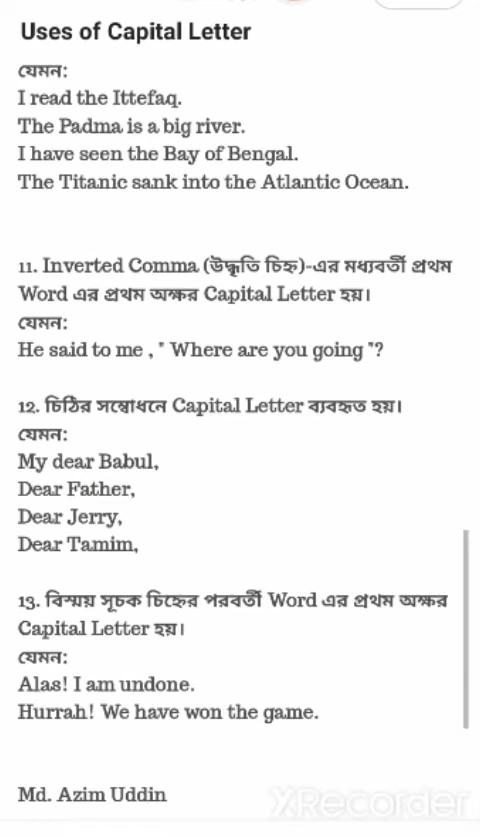 Uses of Capital Letter
যেমন:
I read the Ittefaq.
The Padma is a big river.
I have seen the Bay of Bengal.
The Titanic sank into the Atlantic Ocean.
11. Inverted Comma (উদ্ধৃতি চিহ্ন)-এর মধ্যবর্তী প্রথম
Word এর প্রথম অক্ষর Capital Letter হয়।
যেমন:
He said to me , " Where are you going "?
12. চিঠির সম্বোধনে Capital Letter ব্যবহৃত হয়।
যেমন:
My dear Babul,
Dear Father,
Dear Jerry,
Dear Tamim,
13. বিস্ময় সূচক চিহ্নের পরবর্তী Word এর প্রথম অক্ষর
Capital Letter হয়।
যেমন:
Alas! I am undone.
Hurrah! We have won the game.
Md. Azim Uddin
XRecorder